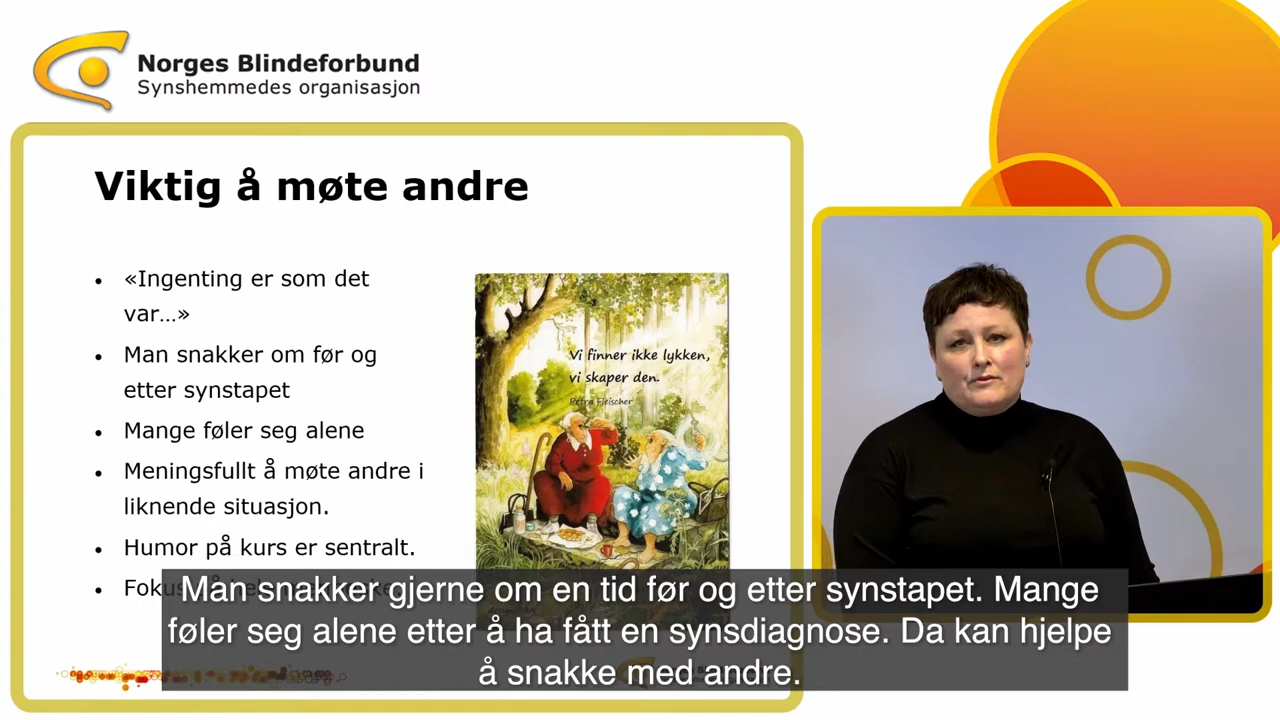 Norges Blindeforbund
Synshemmedes organisasjon
Viktig å møte andre
• «Ingenting er som det
var…»
• Man snakker om før og
etter synstapet
• Mange føler seg alene
• Meningsfullt å møte andre i
liknende situasjon.
• Humor på kurs er sentralt.
• Fokus
Vi finner ikke lykken,
vi skaper den.
Petra Fleischer
Man snakker gjerne om en tid før og etter synstapet. Mange
føler seg alene etter å ha fått en synsdiagnose. Da kan hjelpe
å snakke med andre.